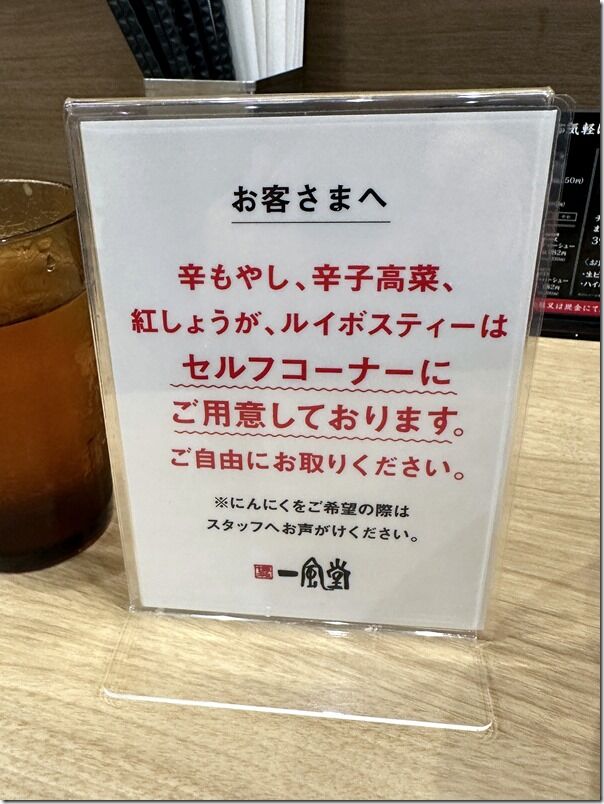 お客さまへ
辛もやし、辛子高菜、
紅しょうが、ルイボスティーは
セルフコーナーに
ご用意しております。
ご自由にお取りください。
※にんにくをご希望の際は
スタッフへお声がけください。
一風堂
気軽に